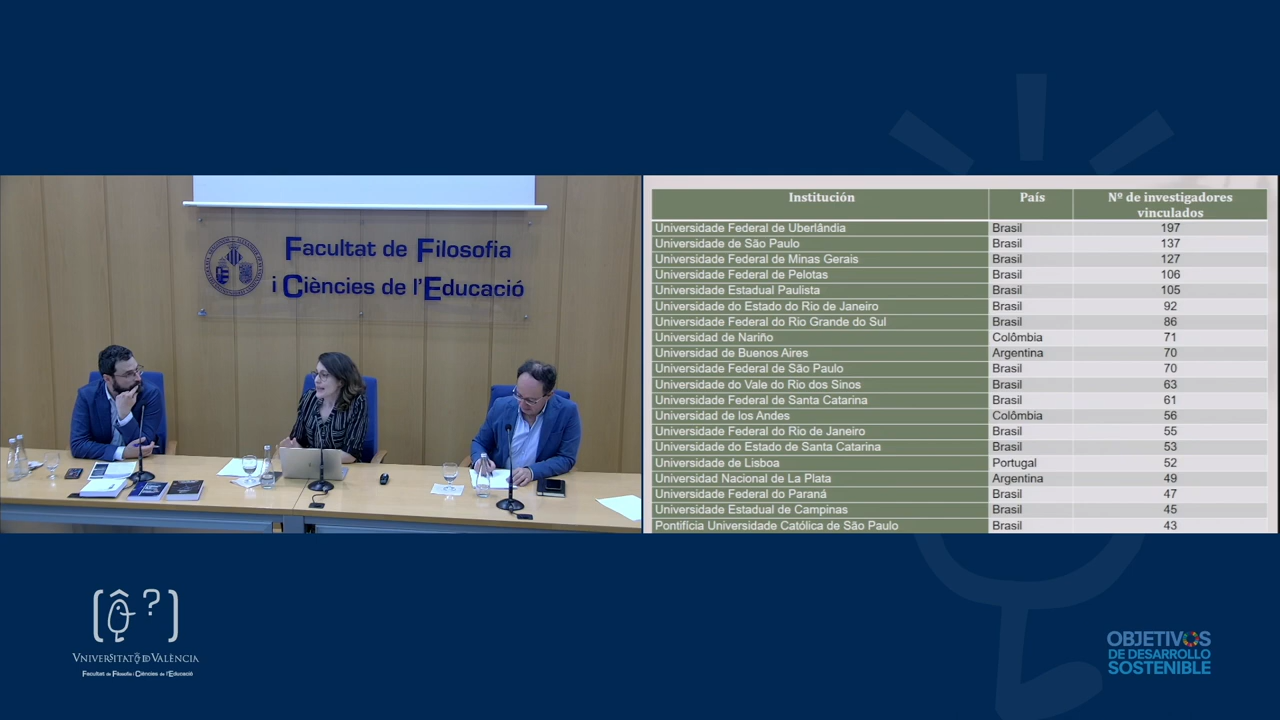 Facultat de Filosofia
i Ciències de l'Educació
Institución País Nº de investigadores
vinculados
Universidade Federal de Uberlândia Brasil 197
Universidade de São Paulo Brasil 137
Universidade Federal de Minas Gerais Brasil 127
Universidade Federal de Pelotas Brasil 106
Universidade Estadual Paulista Brasil 105
Universidade do Estado do Rio de Janeiro Brasil 92
Universidade Federal do Rio Grande do Sul Brasil 86
Universidad de Nariño Colômbia 71
Universidad de Buenos Aires Argentina 70
Universidade Federal de São Paulo Brasil 70
Universidade do Vale do Rio dos Sinos Brasil 63
Universidade Federal de Santa Catarina Brasil 61
Universidad de los Andes Colômbia 56
Universidade Federal do Rio de Janeiro Brasil 55
Universidade do Estado de Santa Catarina Brasil 53
Universidade de Lisboa Portugal 52
Universidad Nacional de La Plata Argentina 49
Universidade Federal do Paraná Brasil 47
Universidade Estadual de Campinas Brasil 45
Pontifícia Universidade Católica de São Paulo Brasil 43
[ô?]
VNIVERSITAT ID VALÈNCIA
Facultat de Filosofia i Ciències de l'Educació
OBJETIVOS
DE DESARROLLO
SOSTENIBLE